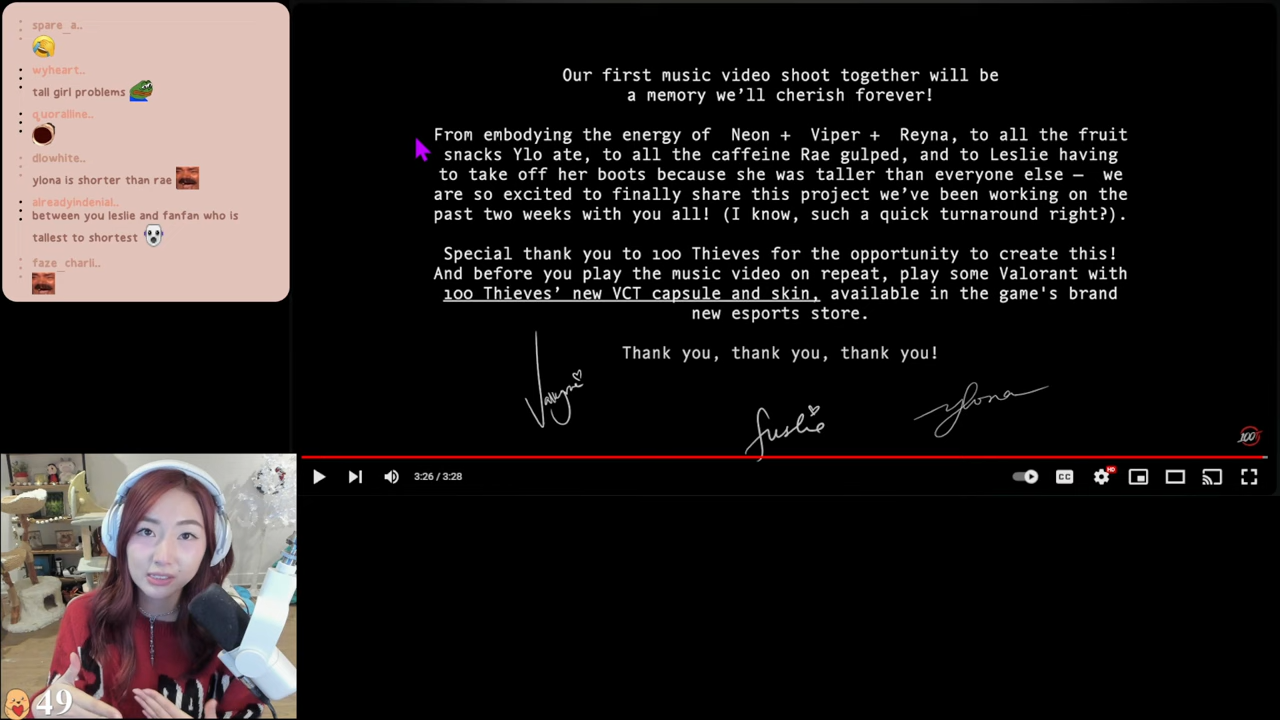 spare_a..
wyheart..
tall girl problems
quoralline..
dlowhite..
ylona is shorter than rae
alreadyindenial..
between you leslie and fanfan who is
tallest to shortest
faze_charli..
Our first music video shoot together will be
a memory we’ll cherish forever!
From embodying the energy of Neon + Viper + Reyna, to all the fruit
snacks Ylo ate, to all the caffeine Rae gulped, and to Leslie having
to take off her boots because she was taller than everyone else — we
are so excited to finally share this project we’ve been working on the
past two weeks with you all! (I know, such a quick turnaround right?).
Special thank you to 100 Thieves for the opportunity to create this!
And before you play the music video on repeat, play some Valorant with
100 Thieves’ new VCT capsule and skin, available in the game's brand
new esports store.
Thank you, thank you, thank you!
Valkyrae
fuslie
ylona
100T
3:26 / 3:28
CC
HD
49